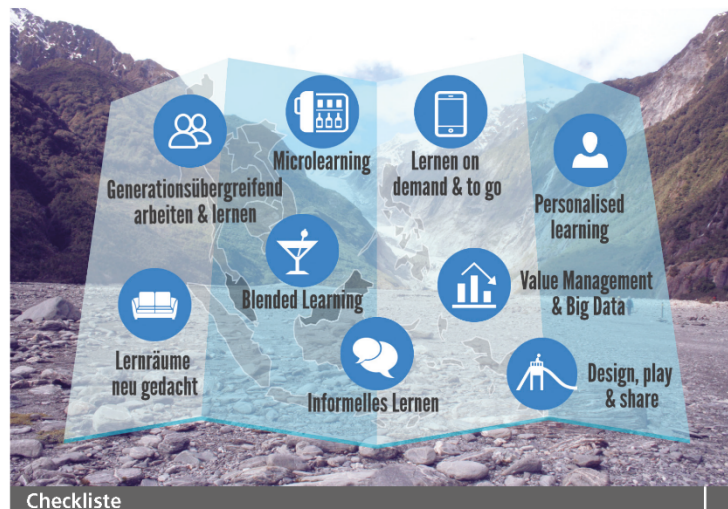 Microlearning
Lernen on
demand & to go
Generationsübergreifend
arbeiten & lernen
Personalised
learning
Blended Learning
Value Management
& Big Data
Lernräume
neu gedacht
Informelles Lernen
Design, play
& share
Checkliste